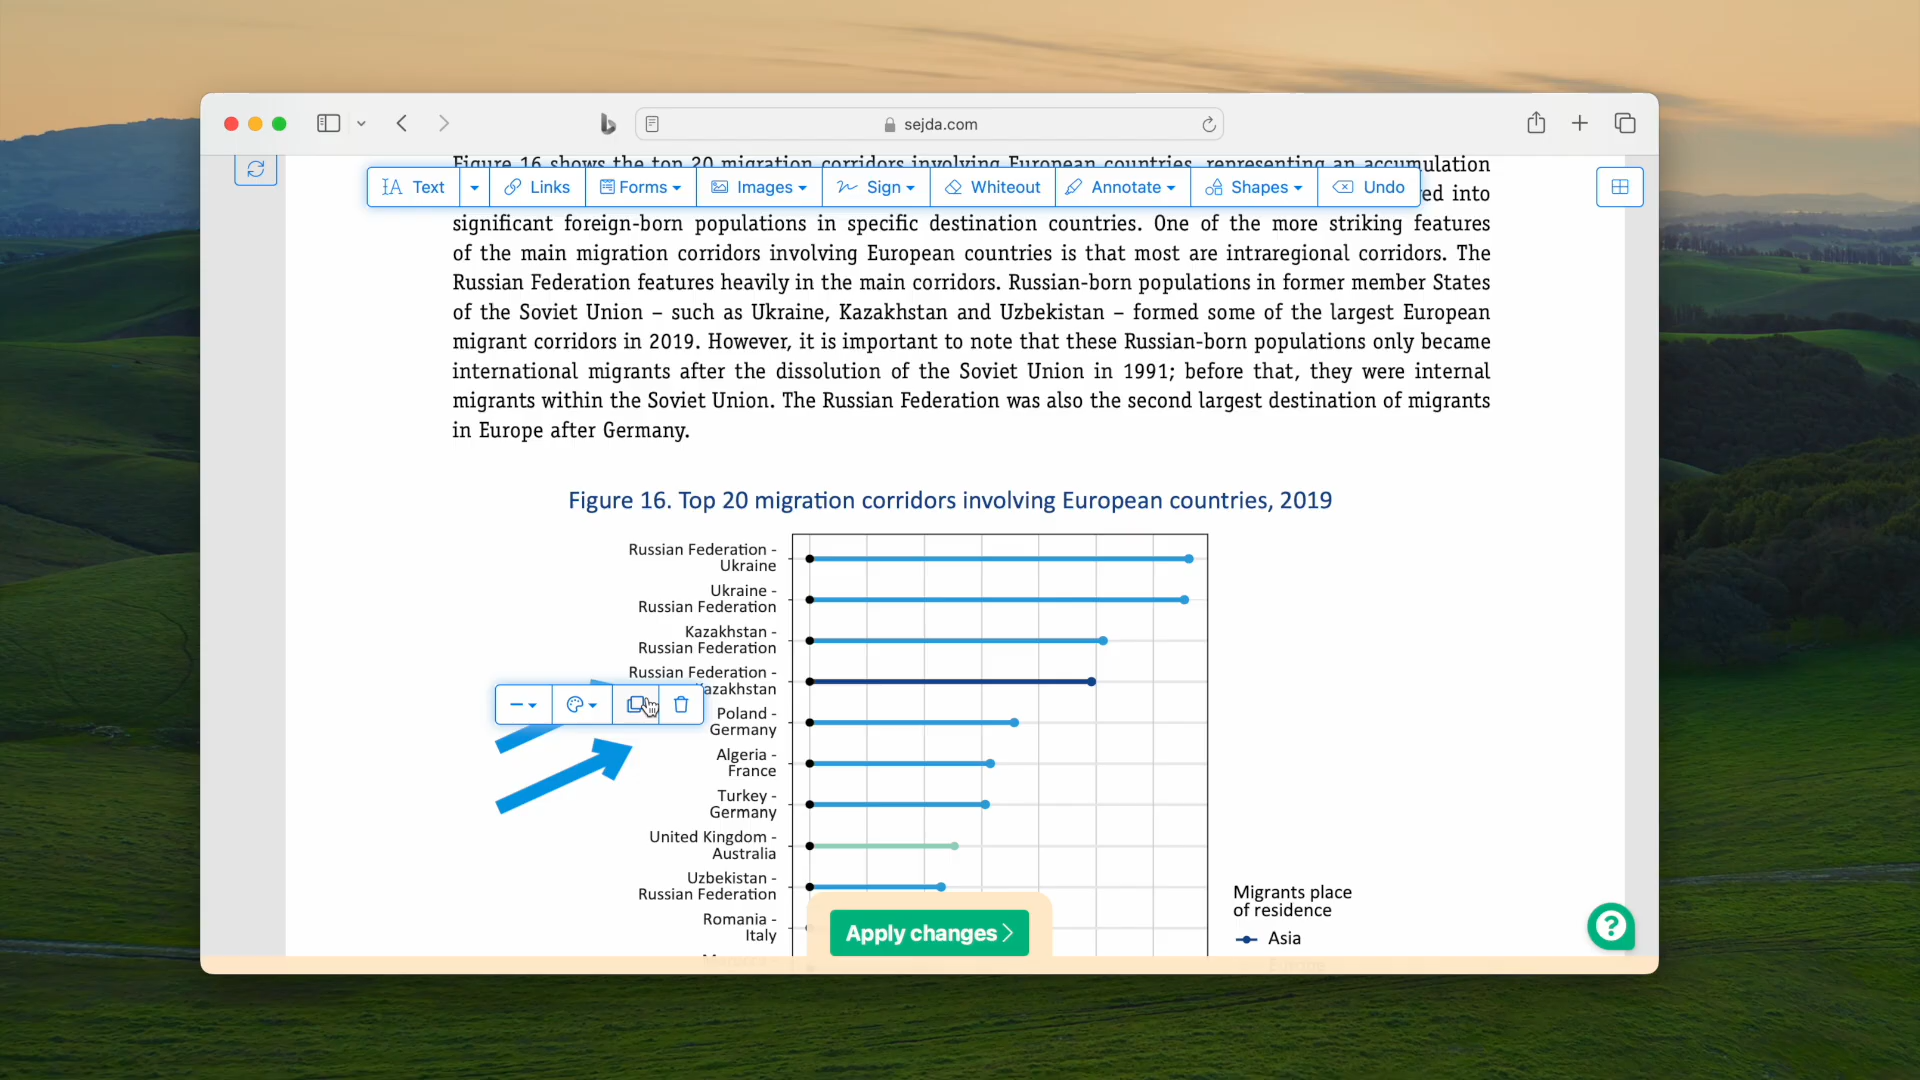 sejda.com
Figure 16 shows the top 20 migration corridors involving European countries, representing an accumulation
Text Links Forms Images Sign Whiteout Annotate Shapes Undo
into
significant foreign-born populations in specific destination countries. One of the more striking features
of the main migration corridors involving European countries is that most are intraregional corridors. The
Russian Federation features heavily in the main corridors. Russian-born populations in former member States
of the Soviet Union – such as Ukraine, Kazakhstan and Uzbekistan – formed some of the largest European
migrant corridors in 2019. However, it is important to note that these Russian-born populations only became
international migrants after the dissolution of the Soviet Union in 1991; before that, they were internal
migrants within the Soviet Union. The Russian Federation was also the second largest destination of migrants
in Europe after Germany.
Figure 16. Top 20 migration corridors involving European countries, 2019
Russian Federation -
Ukraine
Ukraine -
Russian Federation
Kazakhstan -
Russian Federation
Russian Federation -
azakhstan
Poland -
Germany
Algeria -
France
Turkey -
Germany
United Kingdom -
Australia
Uzbekistan -
Russian Federation
Romania -
Italy
Migrants place
of residence
Asia
Apply changes
?